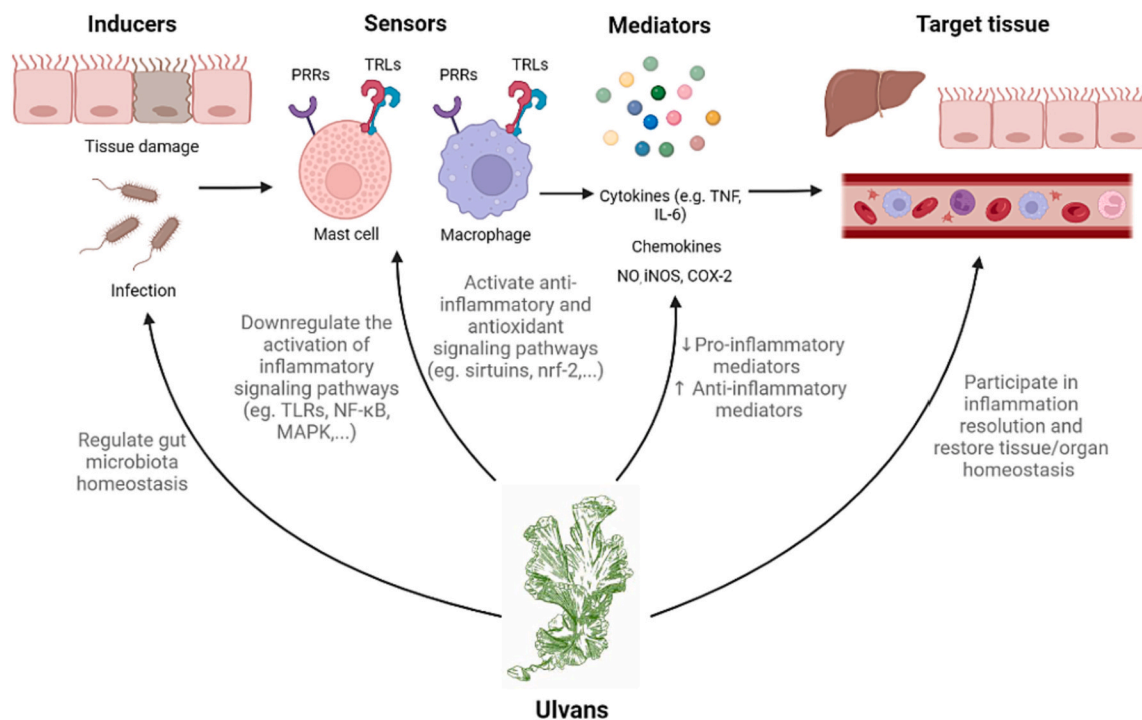 Inducers
Sensors
Mediators
Target tissue
PRRs
TRLs
PRRs
TRLs
Tissue damage
Mast cell
Macrophage
Cytokines (e.g. TNF,
IL-6)
Chemokines
NO, iNOS, COX-2
Infection
Downregulate the
activation of
inflammatory
signaling pathways
(eg. TLRs, NF-κB,
MAPK,...)
Activate anti-
inflammatory and
antioxidant
signaling pathways
(eg. sirtuins, nrf-2,...)
↓ Pro-inflammatory
mediators
↑ Anti-inflammatory
mediators
Participate in
inflammation
resolution and
restore tissue/organ
homeostasis
Regulate gut
microbiota
homeostasis
Ulvans